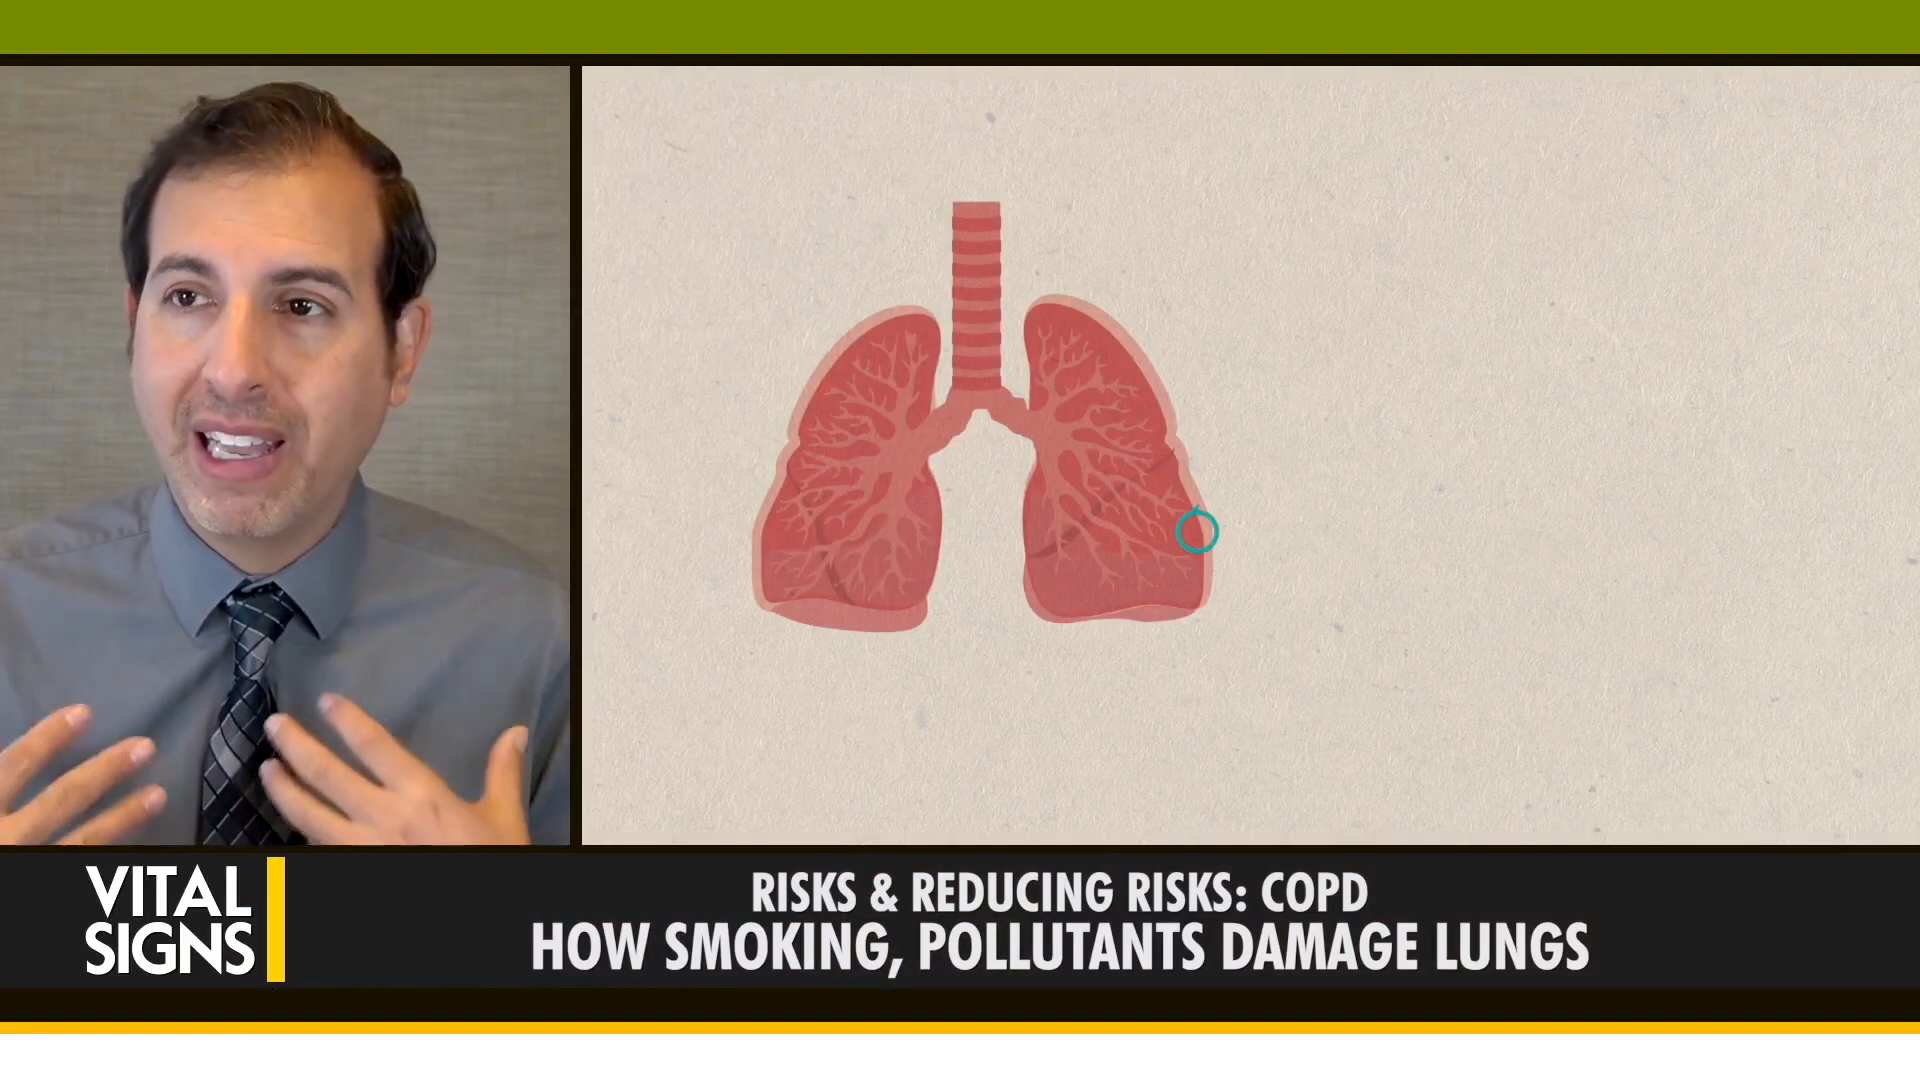 VITAL
SIGNS
RISKS & REDUCING RISKS: COPD
HOW SMOKING, POLLUTANTS DAMAGE LUNGS